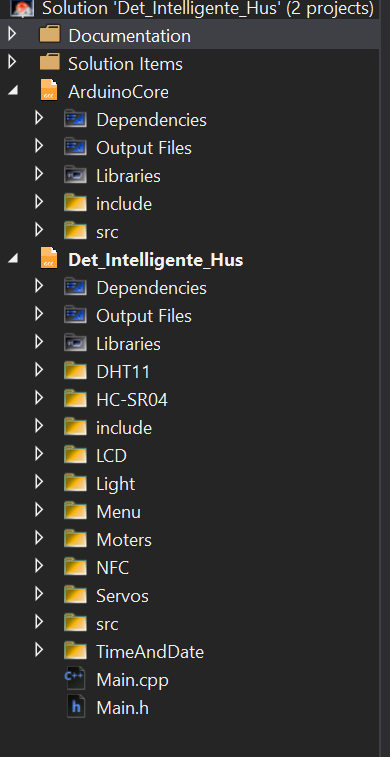 Solution 'Det_Intelligente_Hus' (2 projects)
Documentation
Solution Items
ArduinoCore
Dependencies
Output Files
Libraries
include
src
Det_Intelligente_Hus
Dependencies
Output Files
Libraries
DHT11
HC-SR04
include
LCD
Light
Menu
Moters
NFC
Servos
src
TimeAndDate
Main.cpp
Main.h